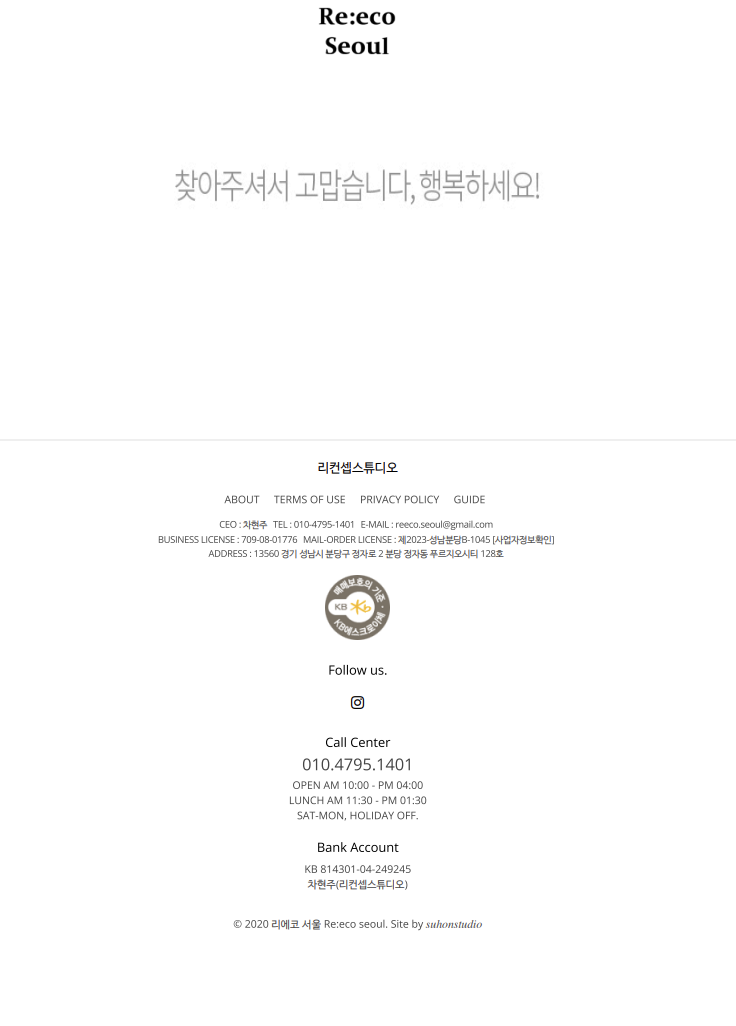 Re:eco
Seoul
찾아주셔서 고맙습니다, 행복하세요!
리컨셉스튜디오
ABOUT TERMS OF USE PRIVACY POLICY GUIDE
CEO : 차현주 TEL : 010-4795-1401 E-MAIL : reeco.seoul@gmail.com
BUSINESS LICENSE : 709-08-01776 MAIL-ORDER LICENSE : 제2023-성남분당B-1045 [사업자정보확인]
ADDRESS : 13560 경기 성남시 분당구 정자로 2 분당 정자동 푸르지오시티 128호
매매보호의 기준
KB
KB에스크로이체
Follow us.
Call Center
010.4795.1401
OPEN AM 10:00 - PM 04:00
LUNCH AM 11:30 - PM 01:30
SAT-MON, HOLIDAY OFF.
Bank Account
KB 814301-04-249245
차현주(리컨셉스튜디오)
© 2020 리에코 서울 Re:eco seoul. Site by suhonstudio